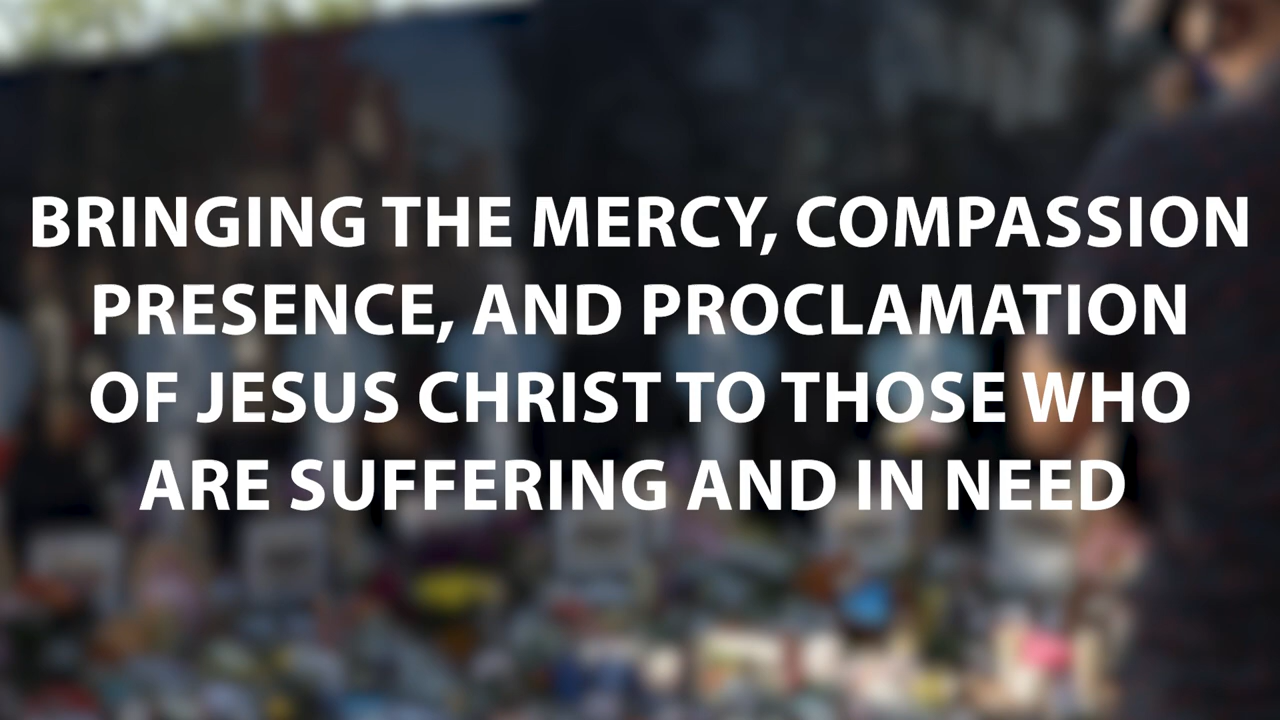 BRINGING THE MERCY, COMPASSION
PRESENCE, AND PROCLAMATION
OF JESUS CHRIST TO THOSE WHO
ARE SUFFERING AND IN NEED